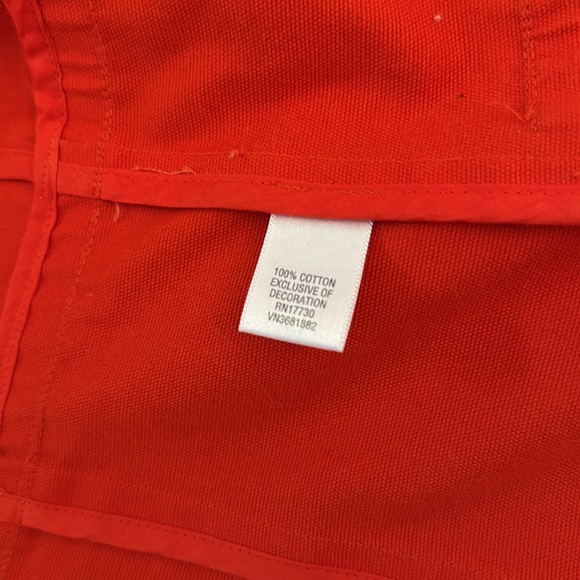 100% COTTON
EXCLUSIVE OF
DECORATION
RN17730
VN3681882